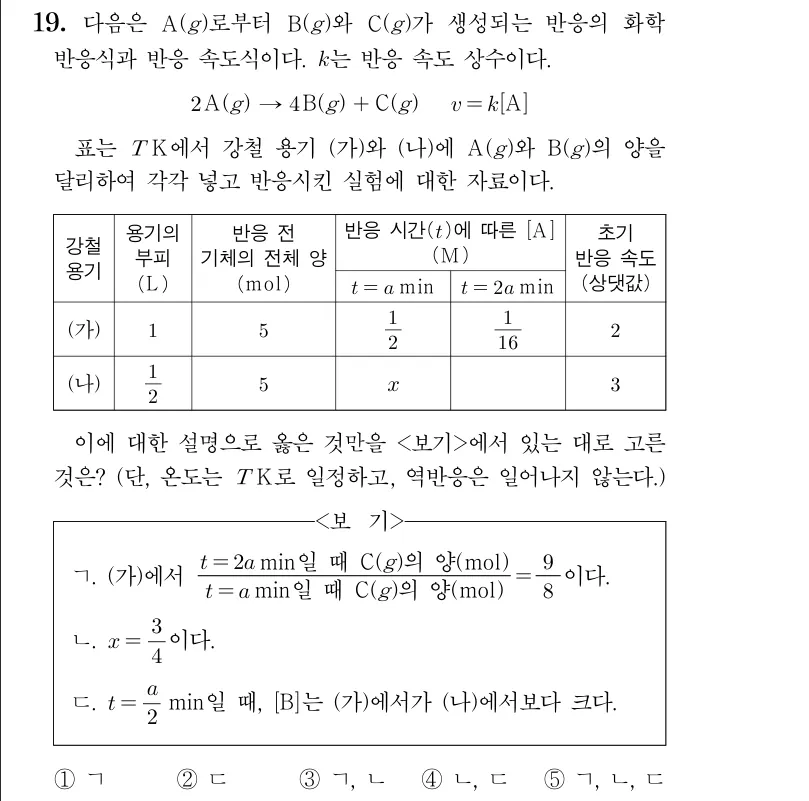 19. 다음은 A(g)로부터 B(g)와 C(g)가 생성되는 반응의 화학
반응식과 반응 속도식이다. k는 반응 속도 상수이다.
2A(g) → 4B(g) + C(g)    v = k[A]
표는 T K에서 강철 용기 (가)와 (나)에 A(g)와 B(g)의 양을
달리하여 각각 넣고 반응시킨 실험에 대한 자료이다.
강철 용기 | 용기의 부피 (L) | 반응 전 기체의 전체 양 (mol) | 반응 시간(t)에 따른 [A] (M) | 초기 반응 속도 (상댓값)
t = a min | t = 2a min
(가) | 1 | 5 | 1/2 | 1/16 | 2
(나) | 1/2 | 5 | x | | 3
이에 대한 설명으로 옳은 것만을 <보기>에서 있는 대로 고른
것은? (단, 온도는 T K로 일정하고, 역반응은 일어나지 않는다.)
<보 기>
ㄱ. (가)에서 t = 2a min일 때 C(g)의 양(mol) / t = a min일 때 C(g)의 양(mol) = 9/8 이다.
ㄴ. x = 3/4 이다.
ㄷ. t = a/2 min일 때, [B]는 (가)에서가 (나)에서보다 크다.
① ㄱ ② ㄷ ③ ㄱ, ㄴ ④ ㄴ, ㄷ ⑤ ㄱ, ㄴ, ㄷ